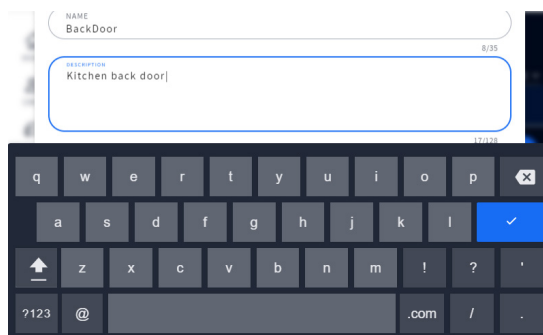 NAME
BackDoor
8/35
DESCRIPTION
Kitchen back door
17/128
q w e r t y u i o p
a s d f g h j k l
z x c v b n m ! ? '
?123 @ .com / .